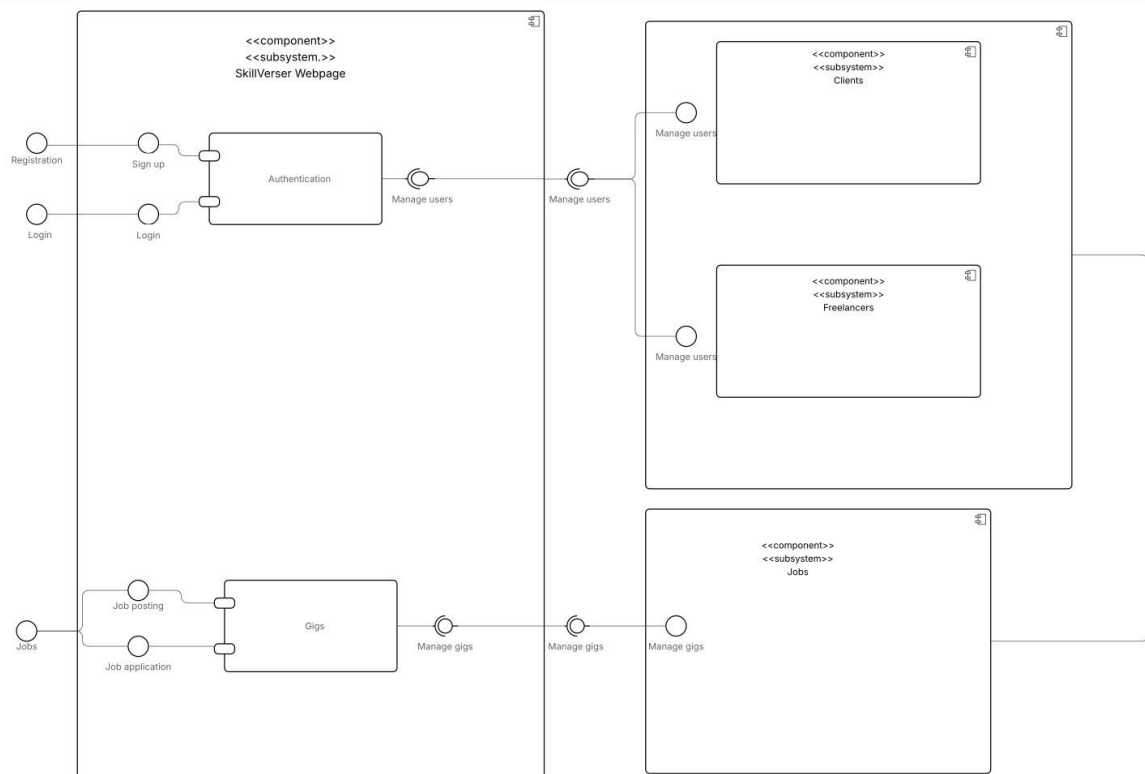 <<component>>
<<subsystem.>>
SkillVerser Webpage
Registration
Sign up
Login
Login
Authentication
Manage users
Manage users
<<component>>
<<subsystem>>
Clients
Manage users
<<component>>
<<subsystem>>
Freelancers
Manage users
Jobs
Job posting
Job application
Gigs
Manage gigs
Manage gigs
<<component>>
<<subsystem>>
Jobs
Manage gigs